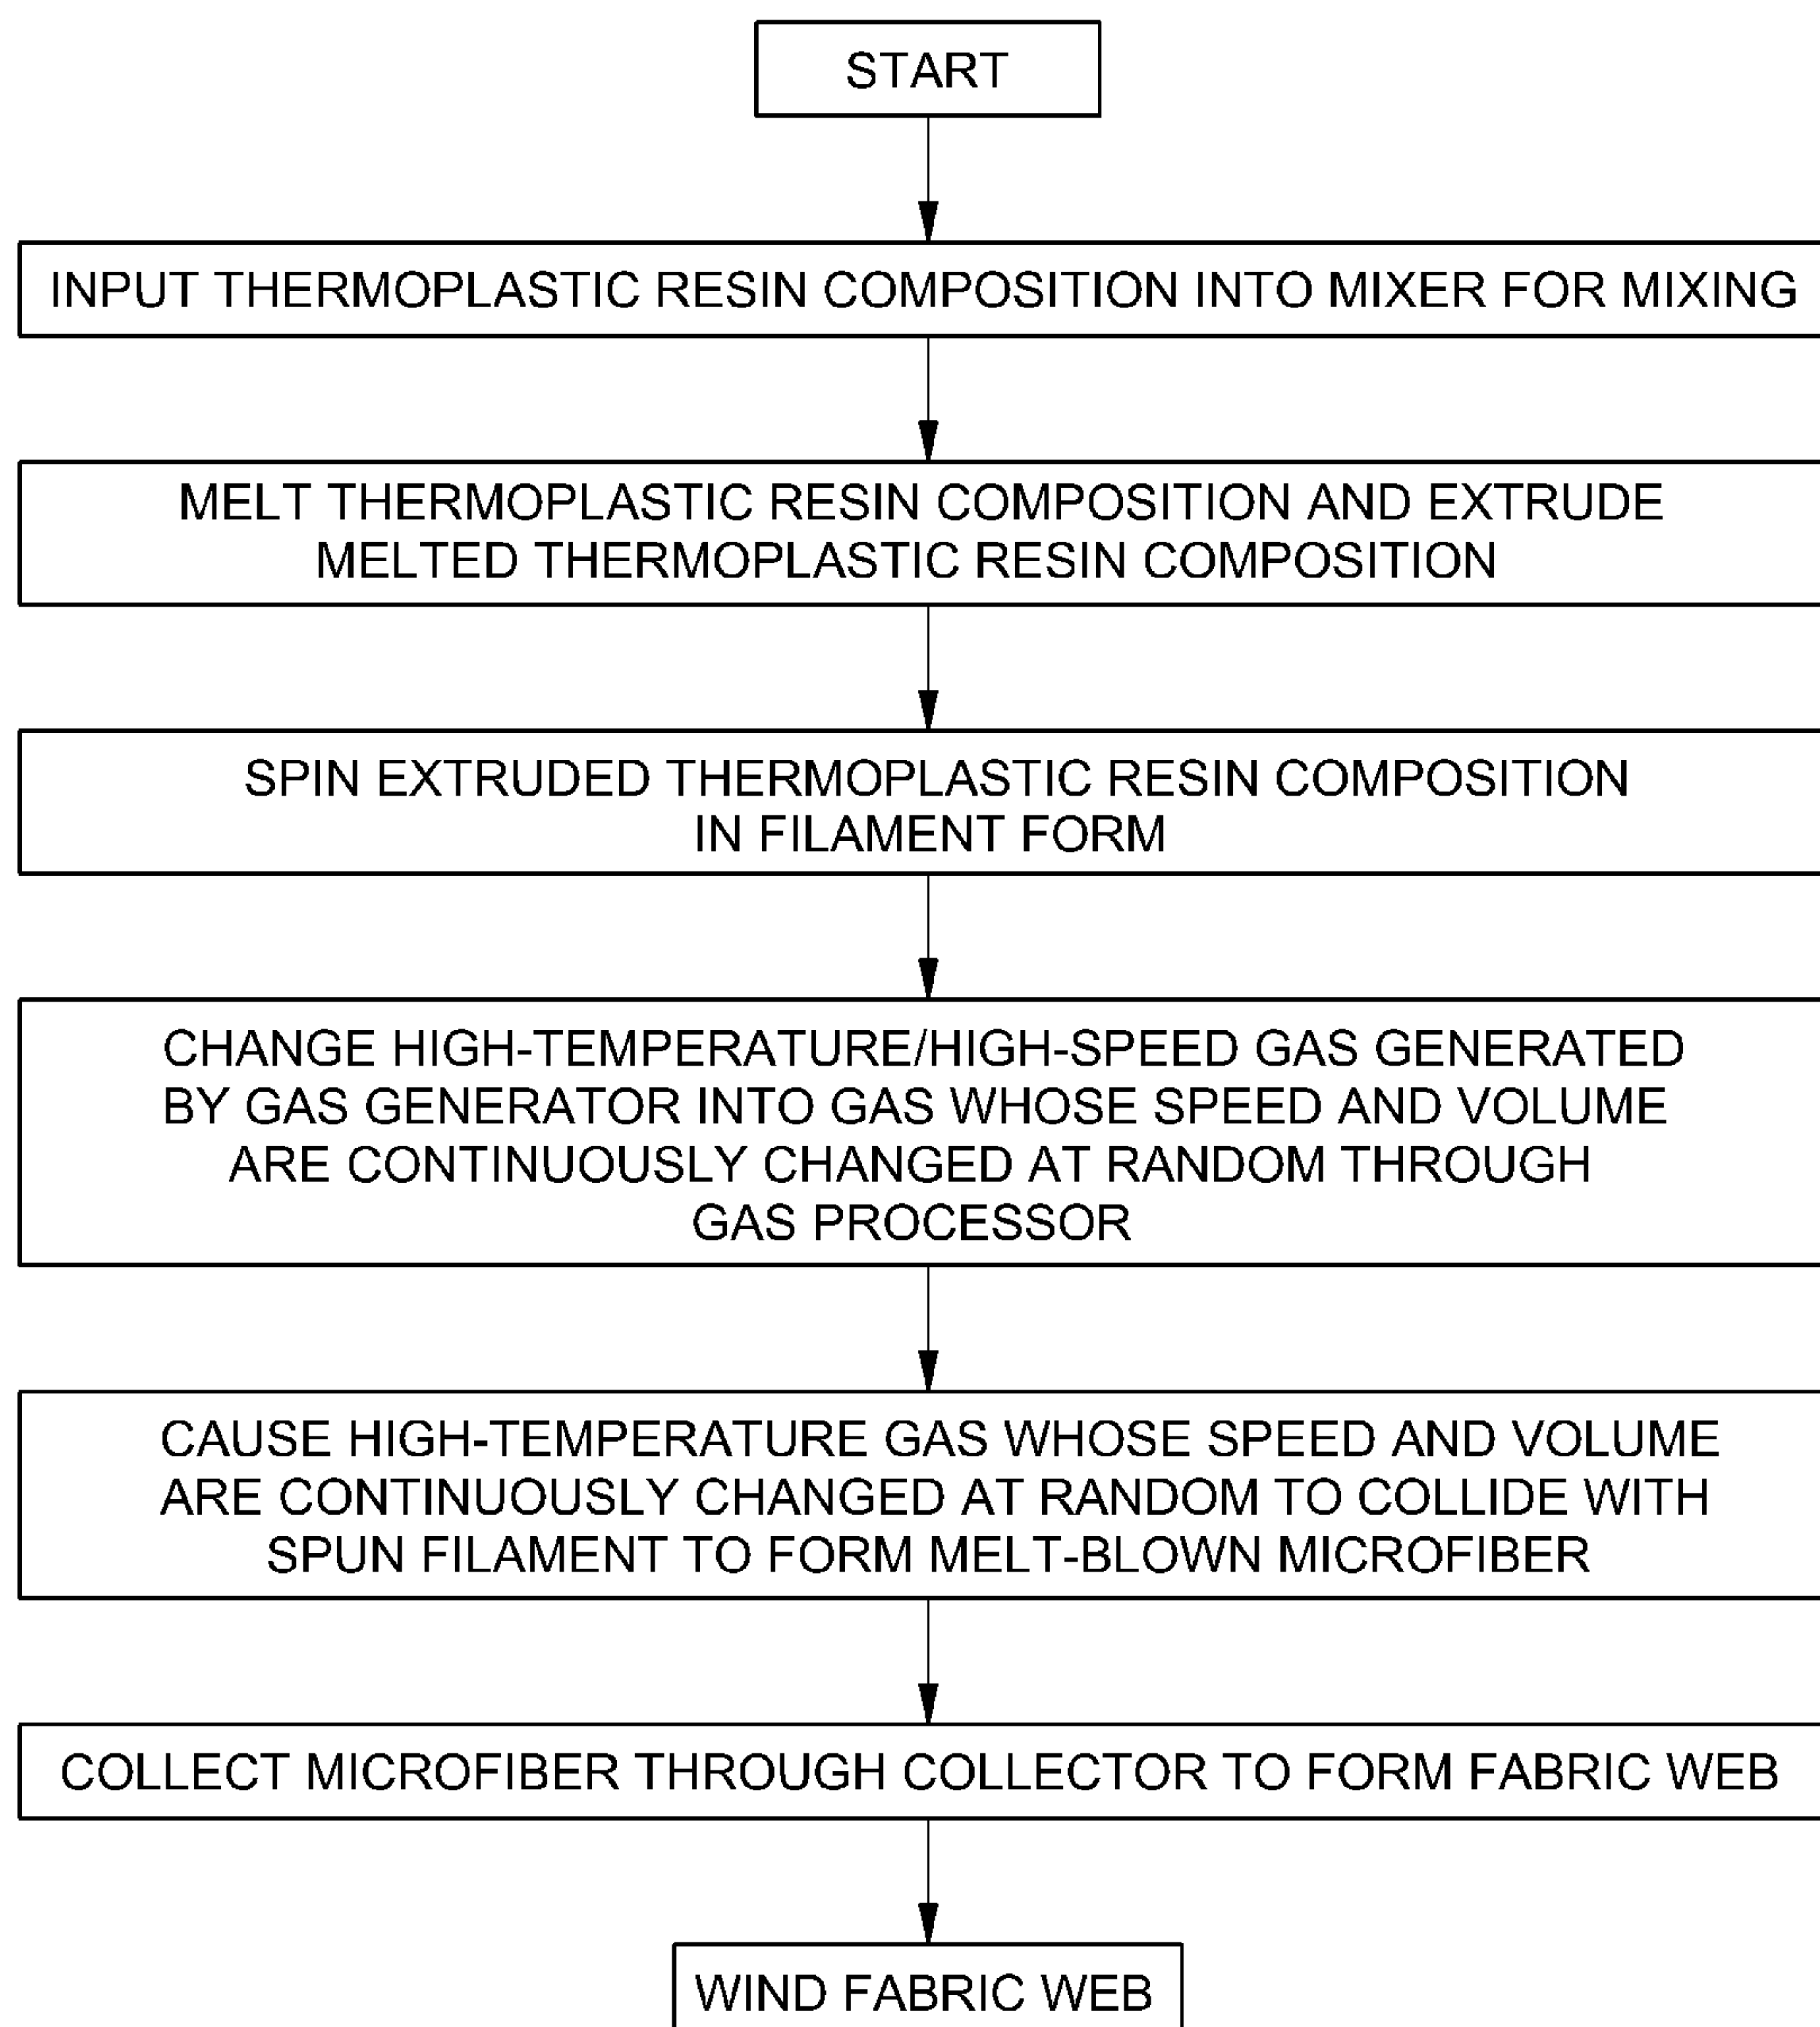 START
INPUT THERMOPLASTIC RESIN COMPOSITION INTO MIXER FOR MIXING
MELT THERMOPLASTIC RESIN COMPOSITION AND EXTRUDE
MELTED THERMOPLASTIC RESIN COMPOSITION
SPIN EXTRUDED THERMOPLASTIC RESIN COMPOSITION
IN FILAMENT FORM
CHANGE HIGH-TEMPERATURE/HIGH-SPEED GAS GENERATED
BY GAS GENERATOR INTO GAS WHOSE SPEED AND VOLUME
ARE CONTINUOUSLY CHANGED AT RANDOM THROUGH
GAS PROCESSOR
CAUSE HIGH-TEMPERATURE GAS WHOSE SPEED AND VOLUME
ARE CONTINUOUSLY CHANGED AT RANDOM TO COLLIDE WITH
SPUN FILAMENT TO FORM MELT-BLOWN MICROFIBER
COLLECT MICROFIBER THROUGH COLLECTOR TO FORM FABRIC WEB
WIND FABRIC WEB